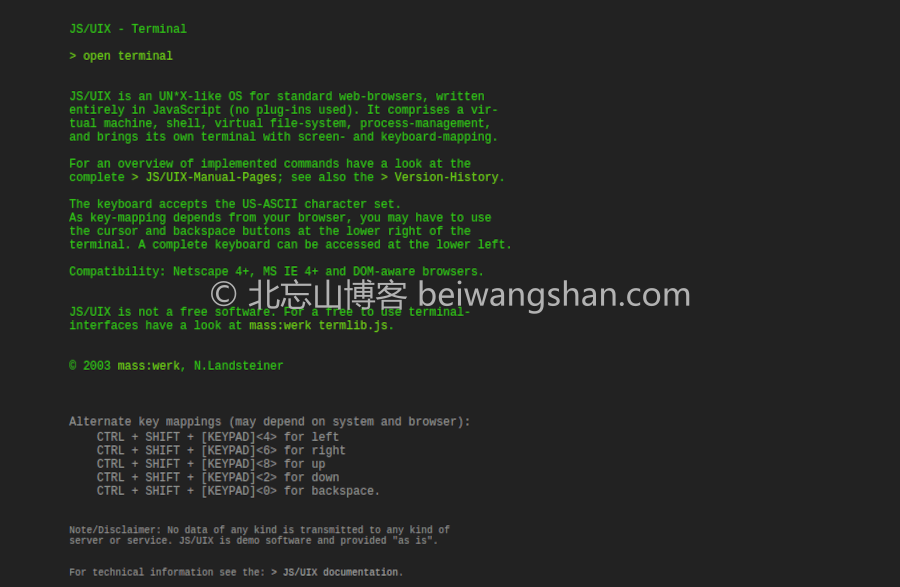 JS/UIX - Terminal
> open terminal
JS/UIX is an UN*X-like OS for standard web-browsers, written
entirely in JavaScript (no plug-ins used). It comprises a vir-
tual machine, shell, virtual file-system, process-management,
and brings its own terminal with screen- and keyboard-mapping.
For an overview of implemented commands have a look at the
complete > JS/UIX-Manual-Pages; see also the > Version-History.
The keyboard accepts the US-ASCII character set.
As key-mapping depends from your browser, you may have to use
the cursor and backspace buttons at the lower right of the
terminal. A complete keyboard can be accessed at the lower left.
Compatibility: Netscape 4+, MS IE 4+ and DOM-aware browsers.
© 北忘山博客 beiwangshan.com
JS/UIX is not a free software. For a free to use terminal-
interfaces have a look at mass:werk termlib.js.
© 2003 mass:werk, N.Landsteiner
Alternate key mappings (may depend on system and browser):
CTRL + SHIFT + [KEYPAD]<4> for left
CTRL + SHIFT + [KEYPAD]<6> for right
CTRL + SHIFT + [KEYPAD]<8> for up
CTRL + SHIFT + [KEYPAD]<2> for down
CTRL + SHIFT + [KEYPAD]<0> for backspace.
Note/Disclaimer: No data of any kind is transmitted to any kind of
server or service. JS/UIX is demo software and provided "as is".
For technical information see the: > JS/UIX documentation.